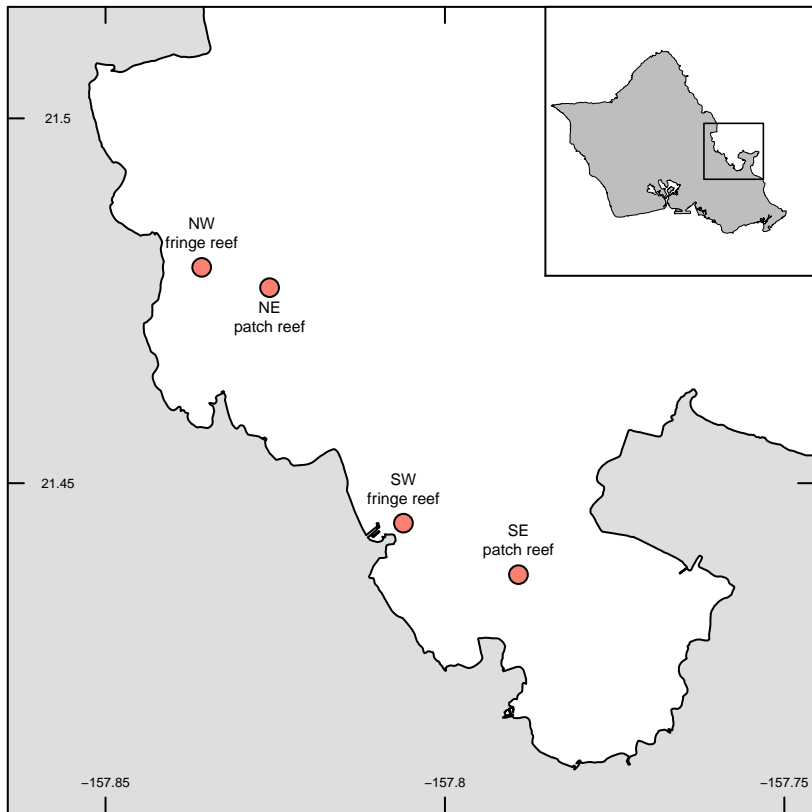 21.5
NW
fringe reef
NE
patch reef
21.45
SW
fringe reef
SE
patch reef
−157.85
−157.8
−157.75